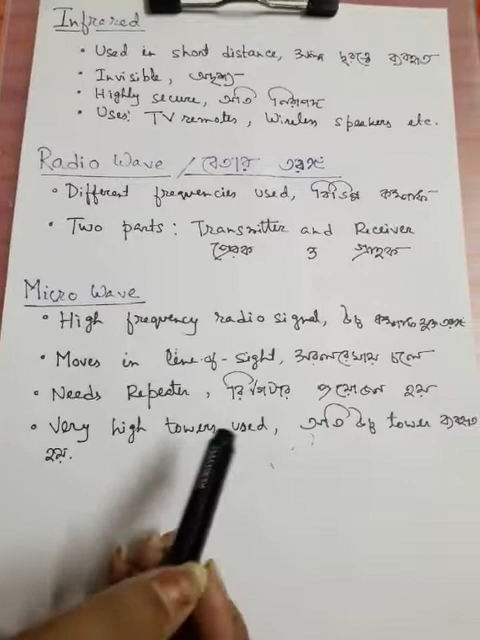 Infrared
• Used in short distance, অল্প দূরত্বে ব্যবহৃত
• Invisible, অদৃশ্য
• Highly secure, অতি নিরাপদ
• Uses: TV remotes, Wireless speakers etc.
Radio Wave / বেতার তরঙ্গ
• Different frequencies used, বিভিন্ন কম্পাঙ্ক
• Two parts: Transmitter and Receiver
প্রেরক ও গ্রাহক
Micro Wave
• High frequency radio signal, উচ্চ কম্পাঙ্ক যুক্ত তরঙ্গ
• Moves in line-of-sight, সরলরেখায় চলে
• Needs Repeater, রিপিটার প্রয়োজন হয়
• Very high towers used, অতি উচ্চ tower ব্যবহৃত
হয়.